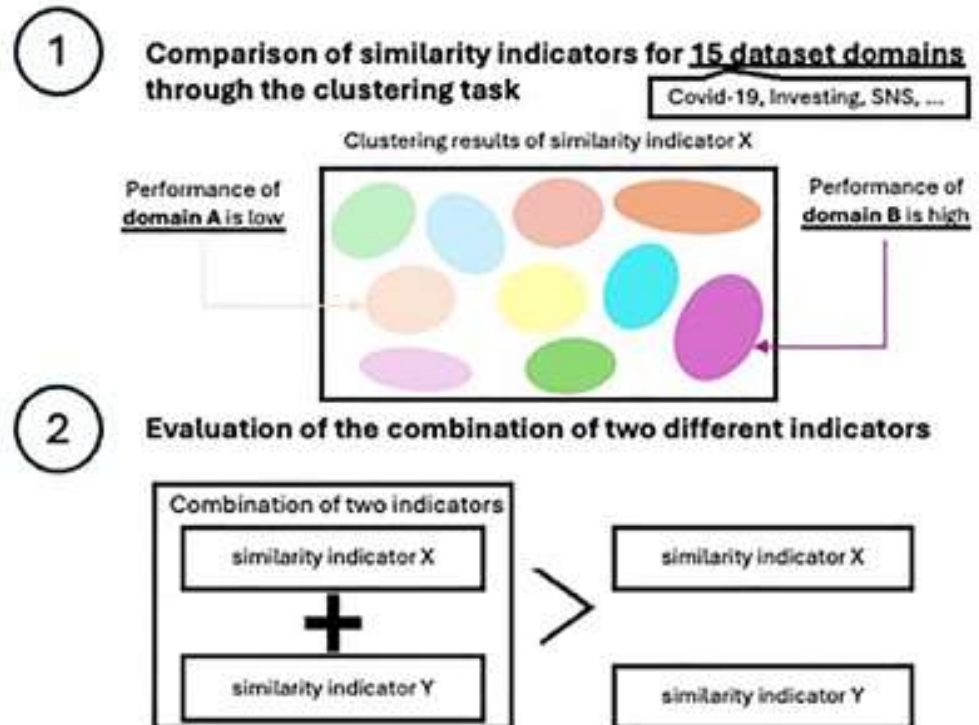 1
Comparison of similarity indicators for 15 dataset domains
through the clustering task
Covid-19, Investing, SNS, ...
Clustering results of similarity indicator X
Performance of
domain A is low
Performance of
domain B is high
2
Evaluation of the combination of two different indicators
Combination of two indicators
similarity indicator X
+
similarity indicator Y
>
similarity indicator X
similarity indicator Y